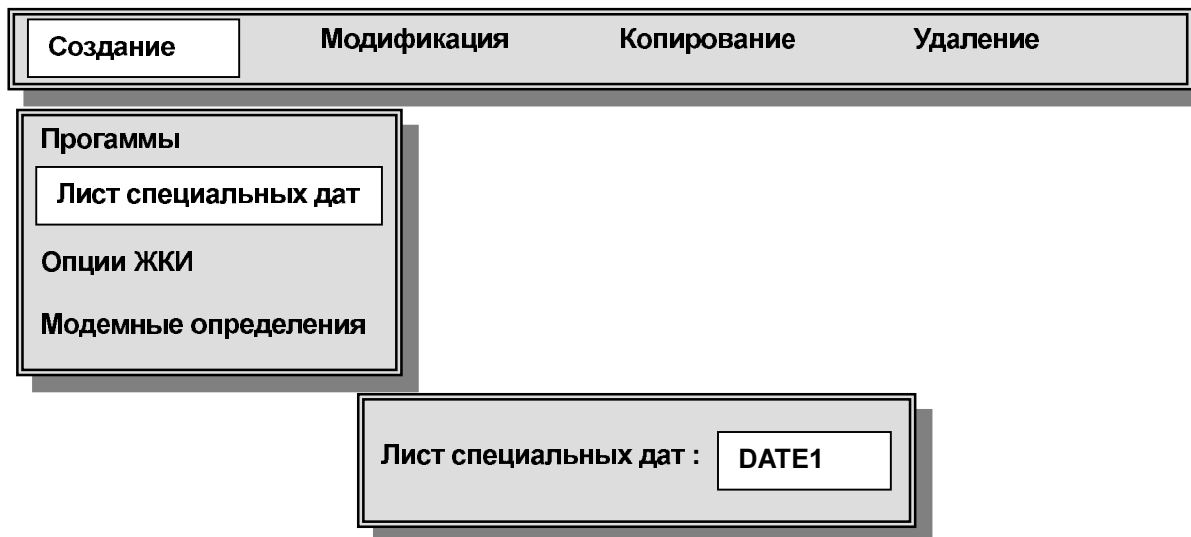 Создание Модификация Копирование Удаление
Прогаммы
Лист специальных дат
Опции ЖКИ
Модемные определения
Лист специальных дат : DATE1